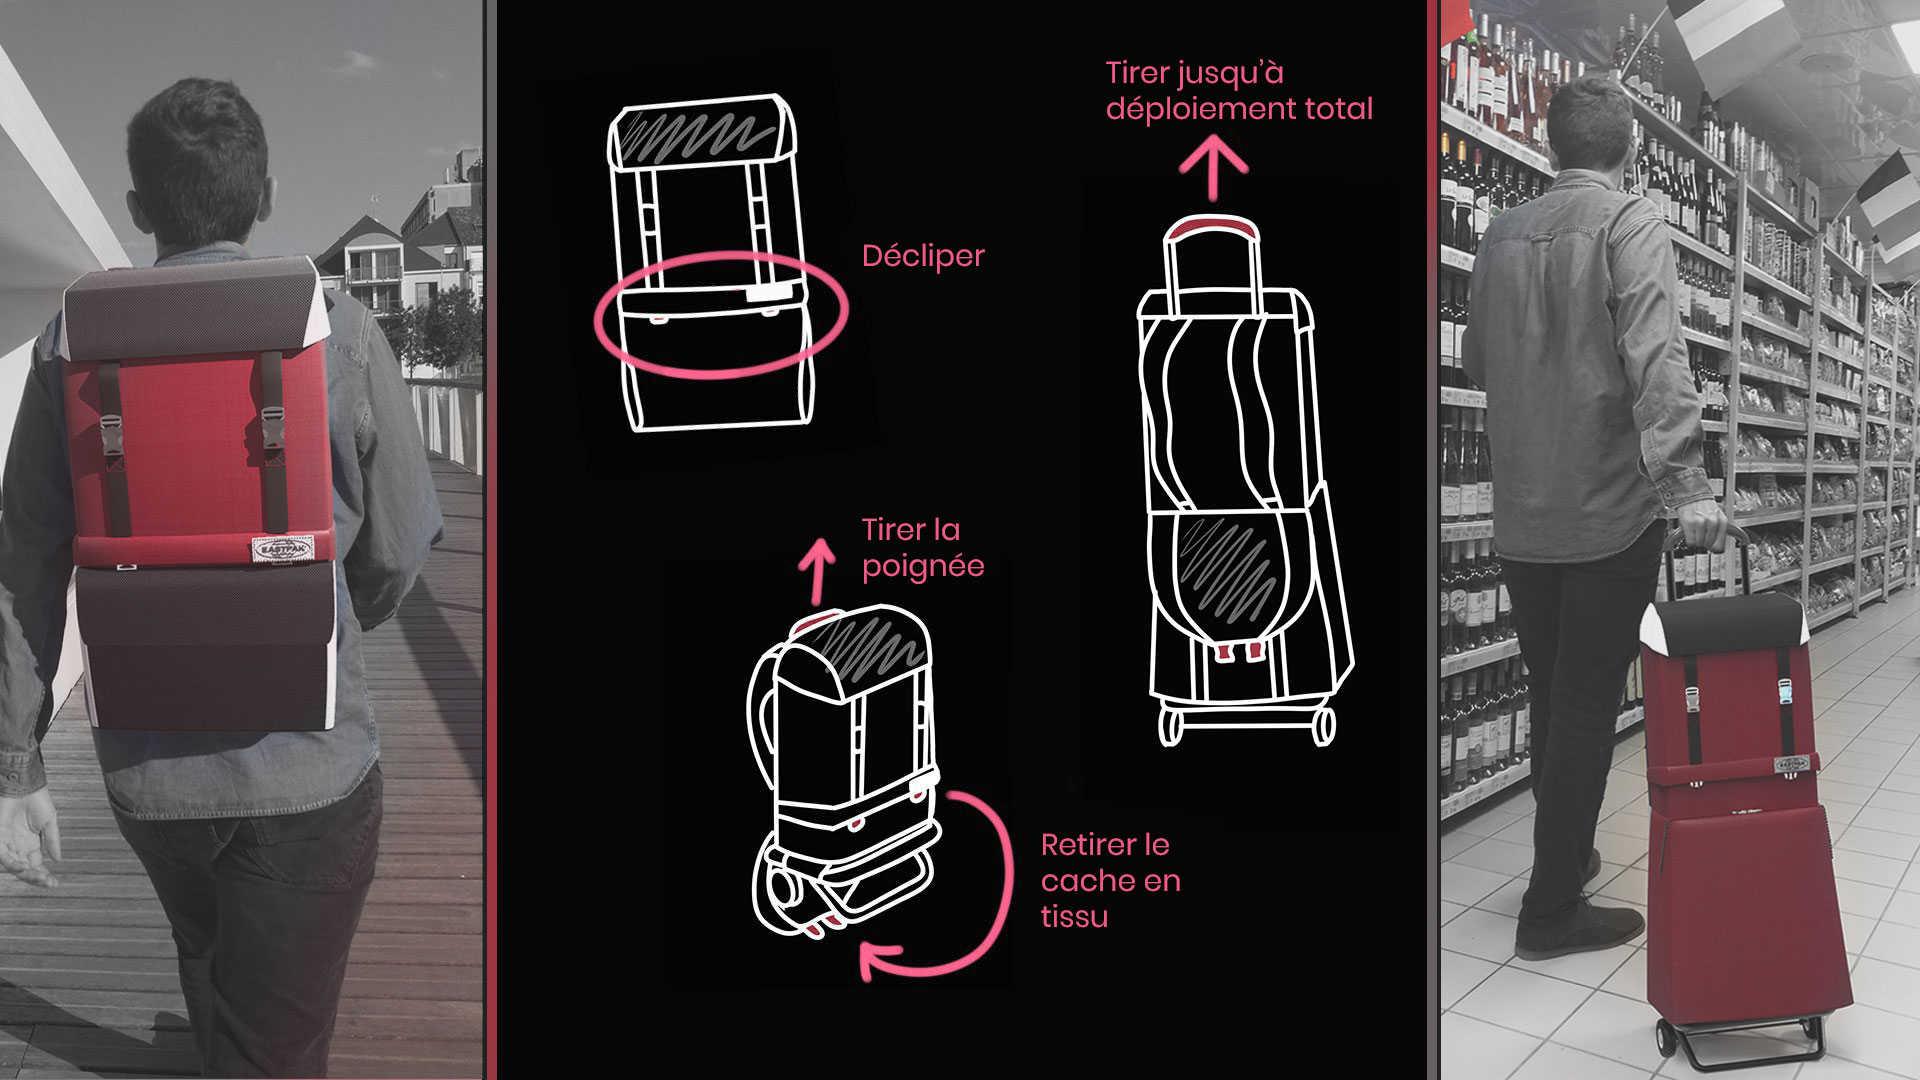 Décliper
Tirer la
poignée
Retirer le
cache en
tissu
Tirer jusqu'à
déploiement total
EASTPAK
EASTPAK